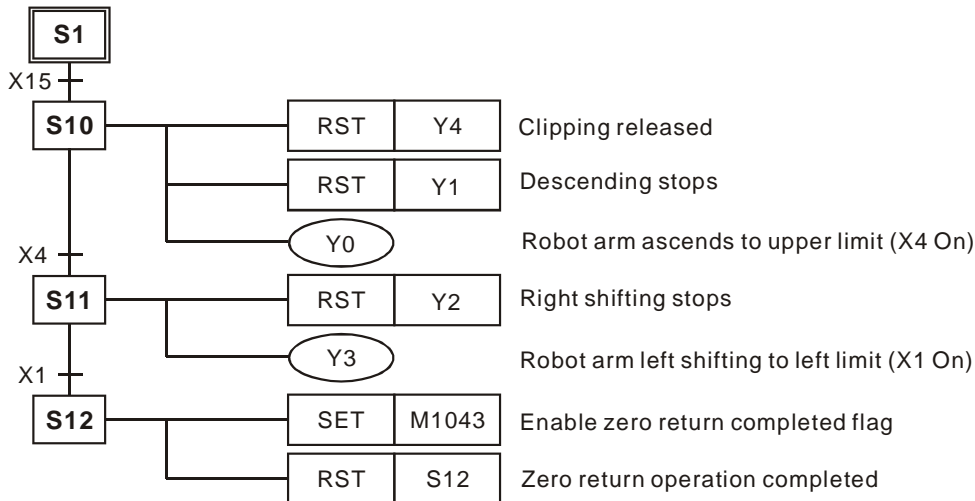 S1
X15
S10 RST Y4 Clipping released
RST Y1 Descending stops
Y0 Robot arm ascends to upper limit (X4 On)
X4
S11 RST Y2 Right shifting stops
Y3 Robot arm left shifting to left limit (X1 On)
X1
S12 SET M1043 Enable zero return completed flag
RST S12 Zero return operation completed